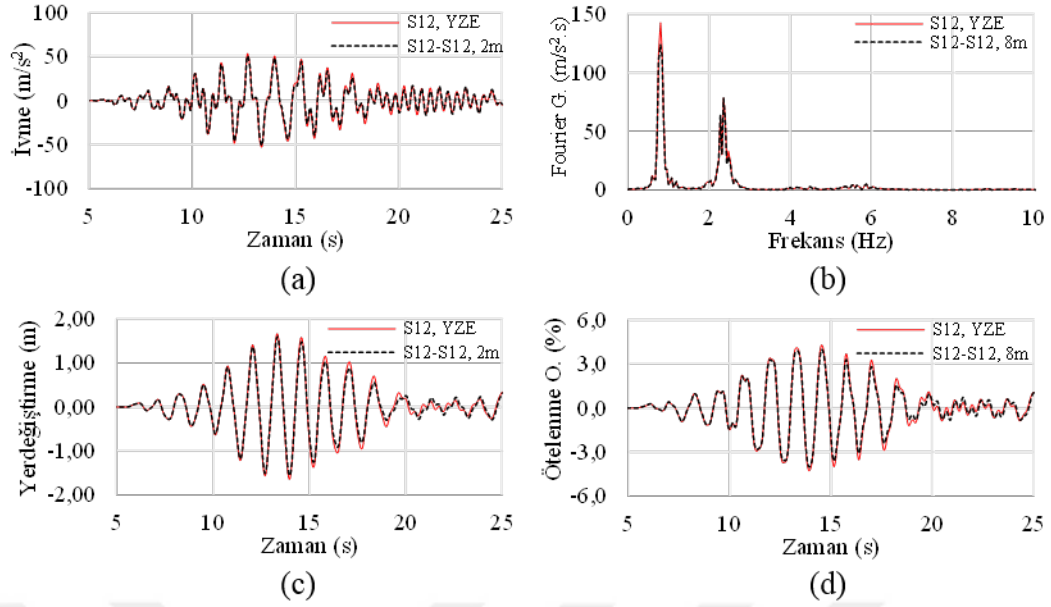 İvme (m/s²)
100
50
0
-50
-100
S12, YZE
S12-S12, 2m
5 10 15 20 25
Zaman (s)
(a)
Fourier G. (m/s².s)
150
100
50
0
S12, YZE
S12-S12, 8m
0 2 4 6 8 10
Frekans (Hz)
(b)
Yerdeğiştirme (m)
2,00
1,00
0,00
-1,00
-2,00
S12, YZE
S12-S12, 2m
5 10 15 20 25
Zaman (s)
(c)
Ötelenme O. (%)
6,0
3,0
0,0
-3,0
-6,0
S12, YZE
S12-S12, 8m
5 10 15 20 25
Zaman (s)
(d)